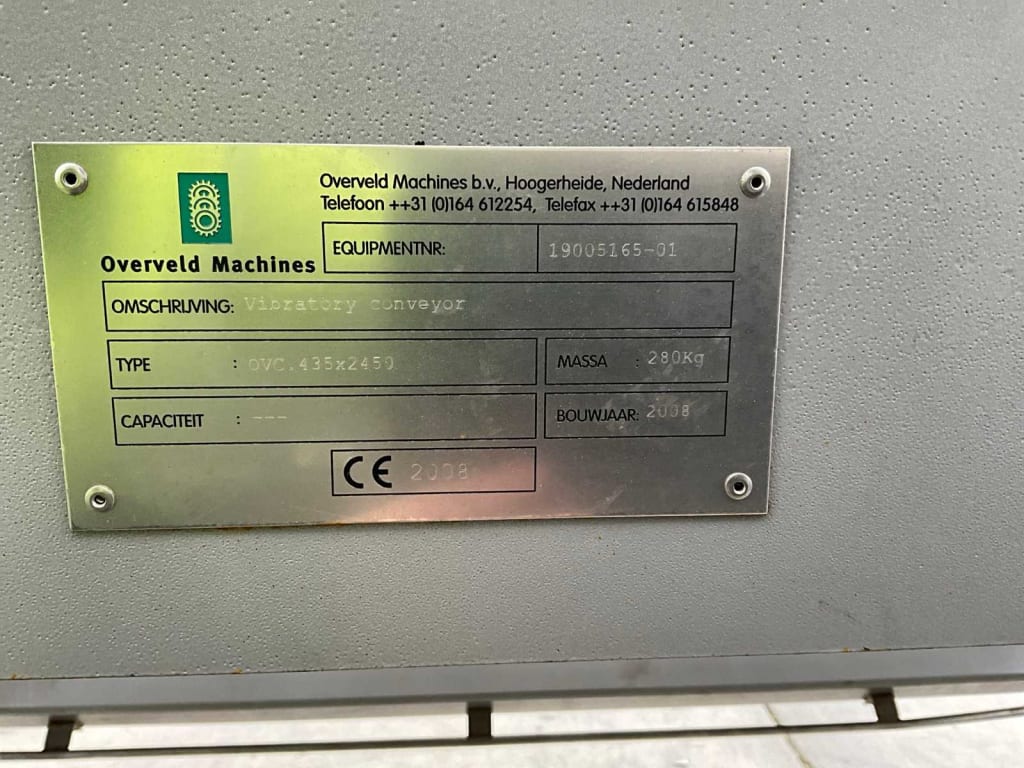 Overveld Machines b.v., Hoogerheide, Nederland
Telefoon ++31 (0)164 612254, Telefax ++31 (0)164 615848
Overveld Machines
EQUIPMENTNR: 19005165-01
OMSCHRIJVING: Vibratory conveyor
TYPE : OVC.435x2450 MASSA : 280Kg
CAPACITEIT : --- BOUWJAAR: 2008
CE 2008